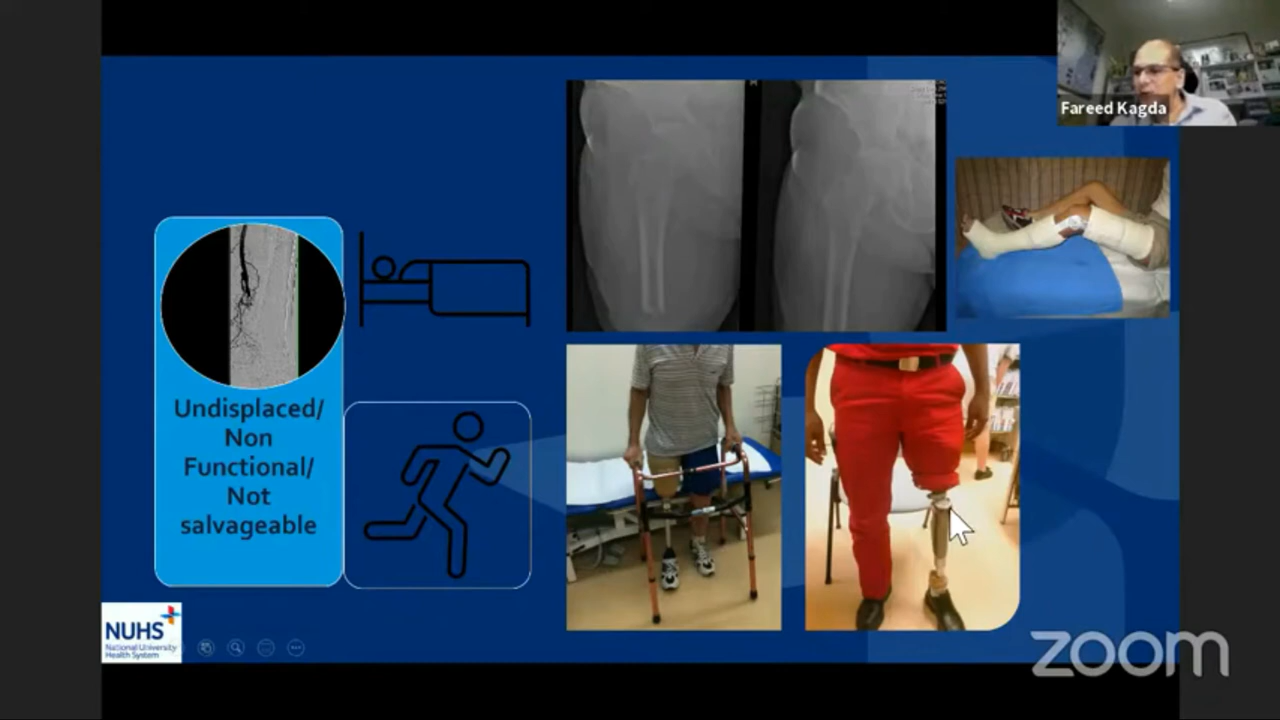 Fareed Kagda
Undisplaced/
Non
Functional/
Not
salvageable
NUHS
National University
Health System
zoom